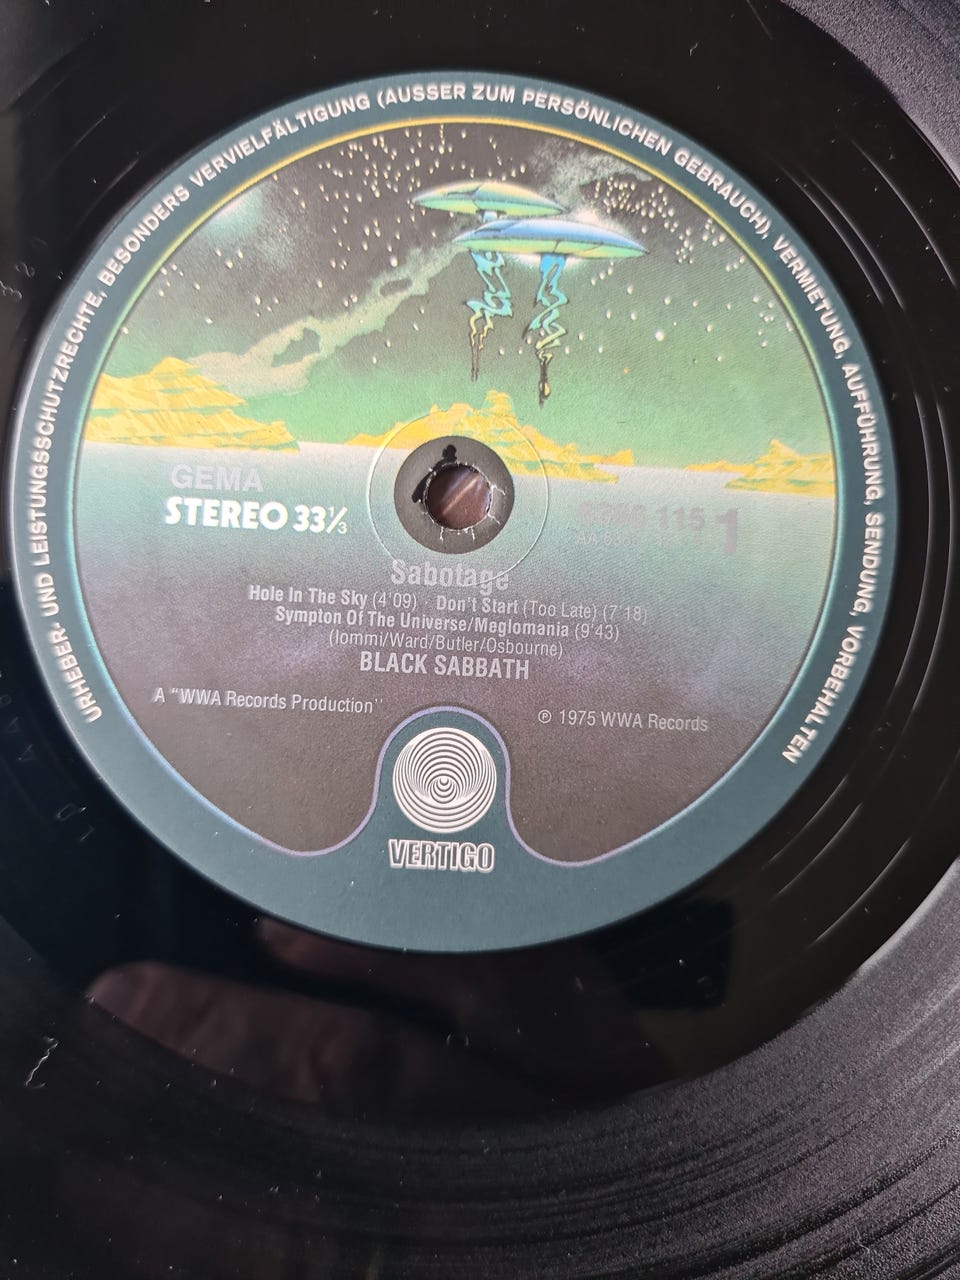 URHEBER- UND LEISTUNGSSCHUTZRECHTE, BESONDERS VERVIELFÄLTIGUNG (AUSSER ZUM PERSÖNLICHEN GEBRAUCH), VERMIETUNG, AUFFÜHRUNG, SENDUNG, VORBEHALTEN
GEMA
STEREO 33⅓
115 1
Sabotage
Hole In The Sky (4'09) · Don't Start (Too Late) (7'18)
Sympton Of The Universe/Meglomania (9'43)
(Iommi/Ward/Butler/Osbourne)
BLACK SABBATH
A "WWA Records Production"
℗ 1975 WWA Records
VERTIGO